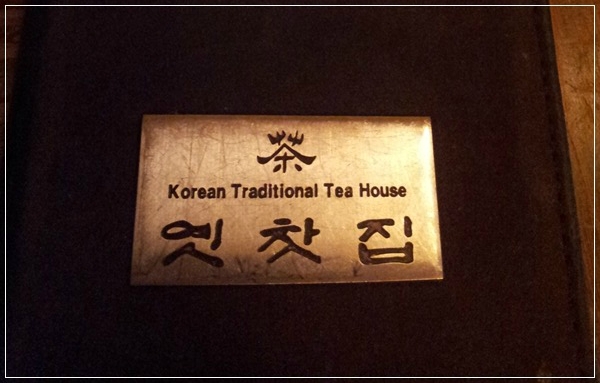 茶
Korean Traditional Tea House
옛찻집